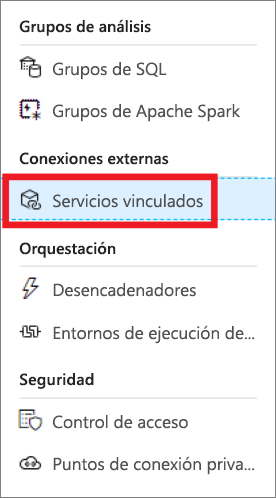 Grupos de análisis
Grupos de SQL
Grupos de Apache Spark
Conexiones externas
Servicios vinculados
Orquestación
Desencadenadores
Entornos de ejecución de...
Seguridad
Control de acceso
Puntos de conexión priva...